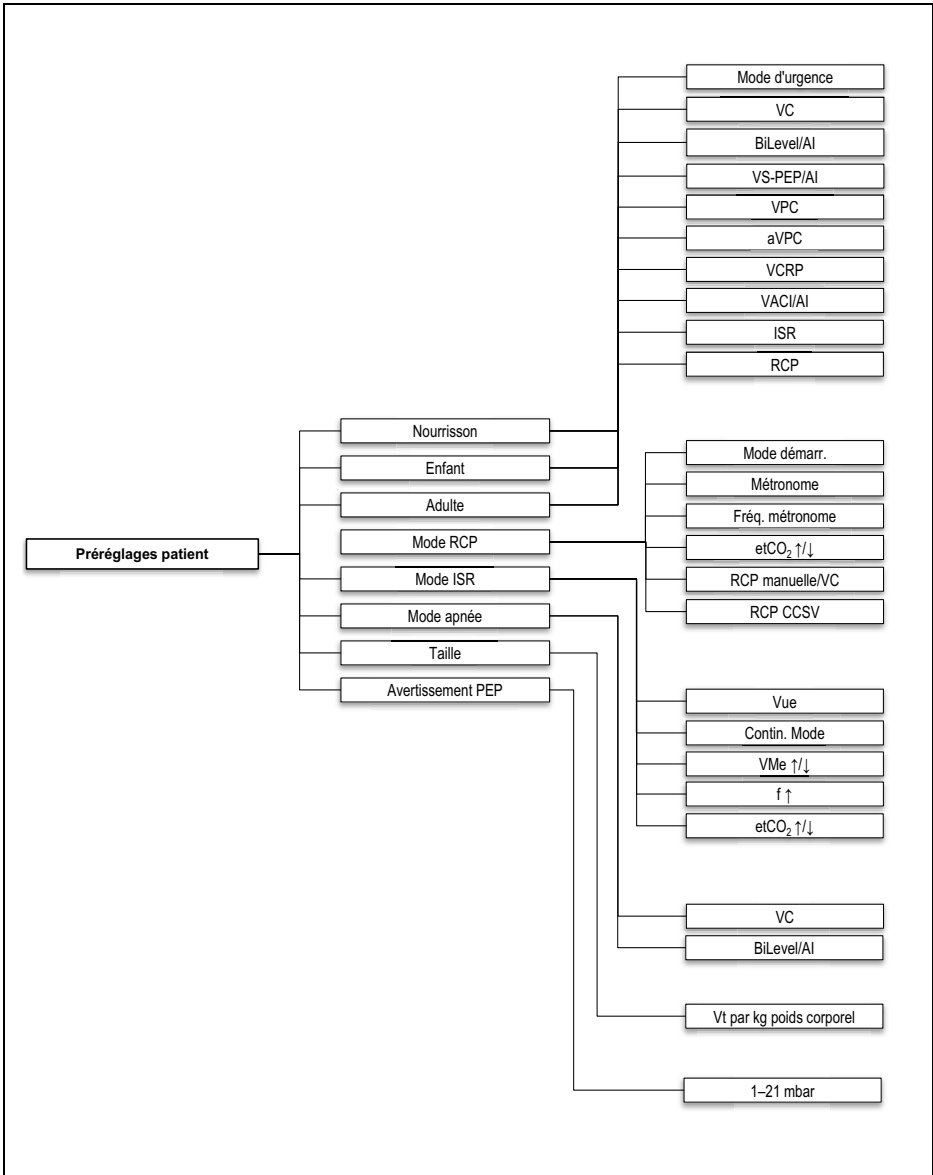 Mode d'urgence
VC
BiLevel/AI
VS-PEP/AI
VPC
aVPC
VCRP
VACI/AI
ISR
RCP
Préréglages patient
Nourrisson
Enfant
Adulte
Mode RCP
Mode ISR
Mode apnée
Taille
Avertissement PEP
Mode démarr.
Métronome
Fréq. métronome
etCO₂ ↑/↓
RCP manuelle/VC
RCP CCSV
Vue
Contin. Mode
VMe ↑/↓
f ↑
etCO₂ ↑/↓
VC
BiLevel/AI
Vt par kg poids corporel
1–21 mbar